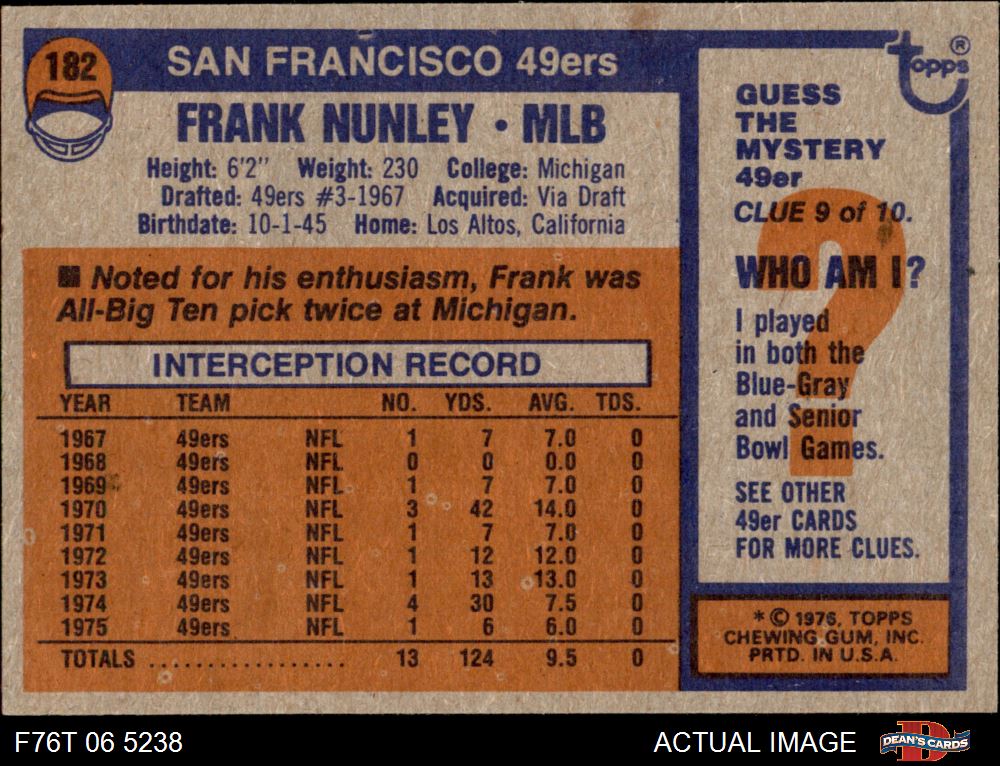 182
SAN FRANCISCO 49ers
FRANK NUNLEY • MLB
Height: 6'2" Weight: 230 College: Michigan
Drafted: 49ers #3-1967 Acquired: Via Draft
Birthdate: 10-1-45 Home: Los Altos, California
■ Noted for his enthusiasm, Frank was
All-Big Ten pick twice at Michigan.
INTERCEPTION RECORD
YEAR TEAM NO. YDS. AVG. TDS.
1967 49ers NFL 1 7 7.0 0
1968 49ers NFL 0 0 0.0 0
1969 49ers NFL 1 7 7.0 0
1970 49ers NFL 3 42 14.0 0
1971 49ers NFL 1 7 7.0 0
1972 49ers NFL 1 12 12.0 0
1973 49ers NFL 1 13 13.0 0
1974 49ers NFL 4 30 7.5 0
1975 49ers NFL 1 6 6.0 0
TOTALS .................. 13 124 9.5 0
topps®
GUESS
THE
MYSTERY
49er
CLUE 9 of 10.
?
WHO AM I?
I played
in both the
Blue-Gray
and Senior
Bowl Games.
SEE OTHER
49er CARDS
FOR MORE CLUES.
* © 1976, TOPPS
CHEWING GUM, INC.
PRTD. IN U.S.A.
F76T 06 5238
ACTUAL IMAGE
DEAN'S CARDS